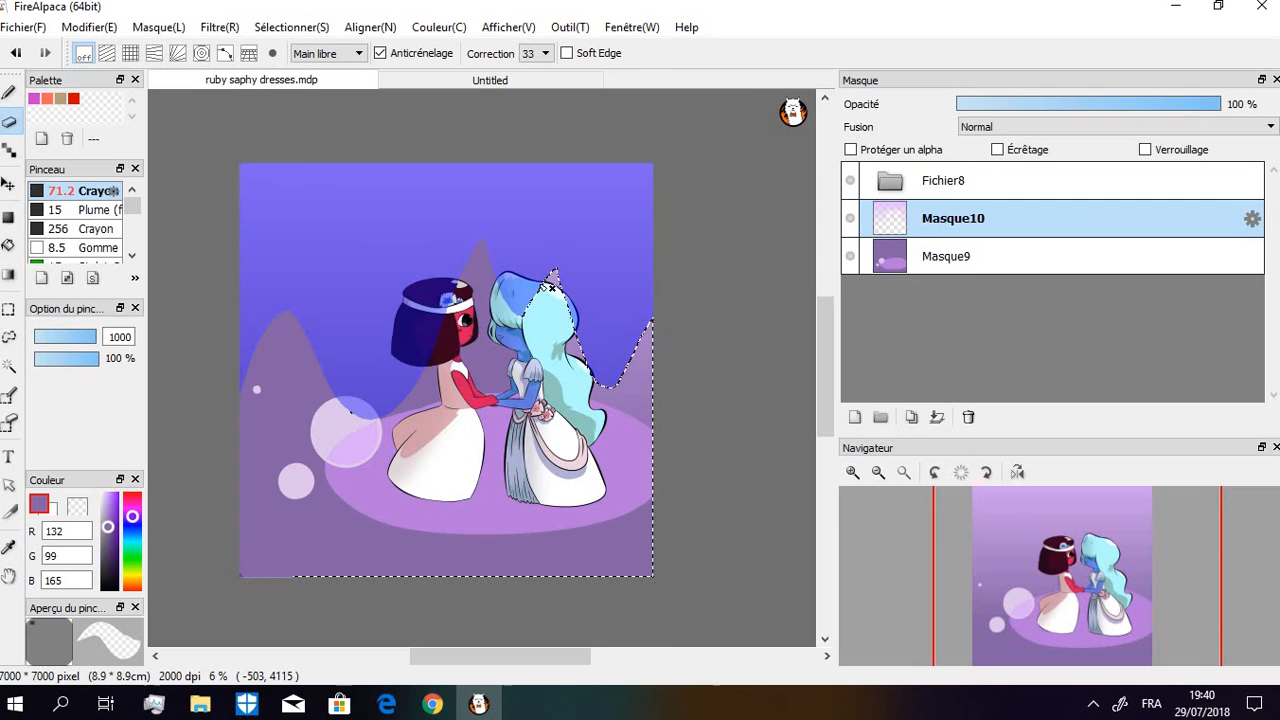 FireAlpaca (64bit)
Fichier(F) Modifier(E) Masque(L) Filtre(R) Sélectionner(S) Aligner(N) Couleur(C) Afficher(V) Outil(T) Fenêtre(W) Help
off Main libre Anticrénelage Correction 33 Soft Edge
Palette
ruby saphy dresses.mdp Untitled
Masque
Opacité 100 %
Fusion Normal
Protéger un alpha Écrêtage Verrouillage
---
Pinceau
71.2 Crayon
15 Plume (f
256 Crayon
8.5 Gomme
Fichier8
Masque10
Masque9
Option du pinc...
1000
100 %
Navigateur
Couleur
R 132
G 99
B 165
Aperçu du pinc...
7000 * 7000 pixel (8.9 * 8.9cm) 2000 dpi 6 % ( -503, 4115 )
FRA
19:40
29/07/2018